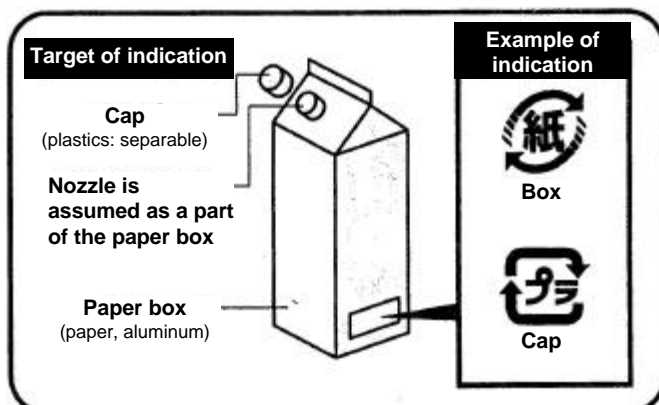 Target of indication
Cap
(plastics: separable)
Nozzle is
assumed as a part
of the paper box
Paper box
(paper, aluminum)
Example of
indication
紙
Box
プラ
Cap